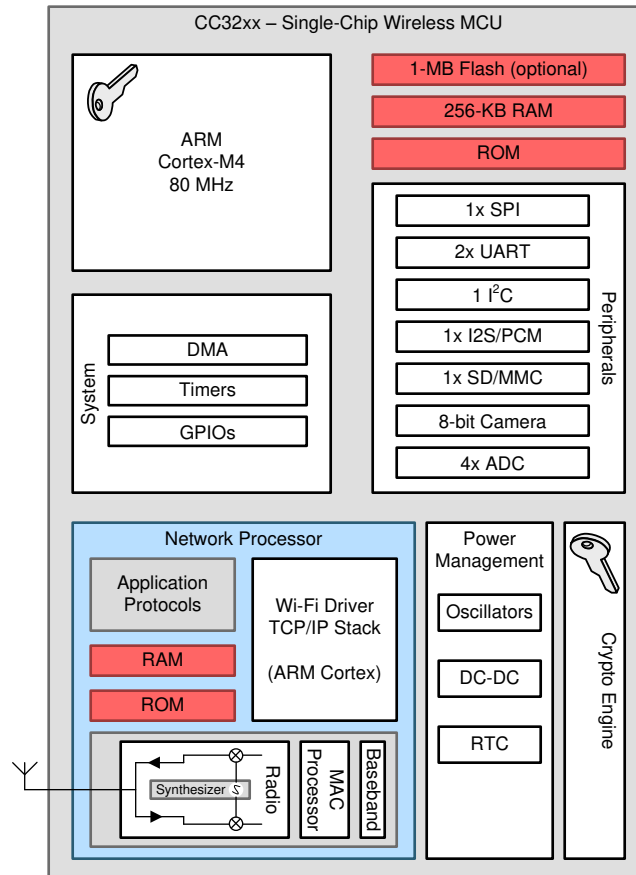 CC32xx – Single-Chip Wireless MCU
ARM
Cortex-M4
80 MHz
1-MB Flash (optional)
256-KB RAM
ROM
1x SPI
2x UART
1 I²C
1x I2S/PCM
1x SD/MMC
8-bit Camera
4x ADC
Peripherals
System
DMA
Timers
GPIOs
Network Processor
Application
Protocols
RAM
ROM
Wi-Fi Driver
TCP/IP Stack
(ARM Cortex)
Synthesizer
Radio
MAC
Processor
Baseband
Power
Management
Oscillators
DC-DC
RTC
Crypto Engine